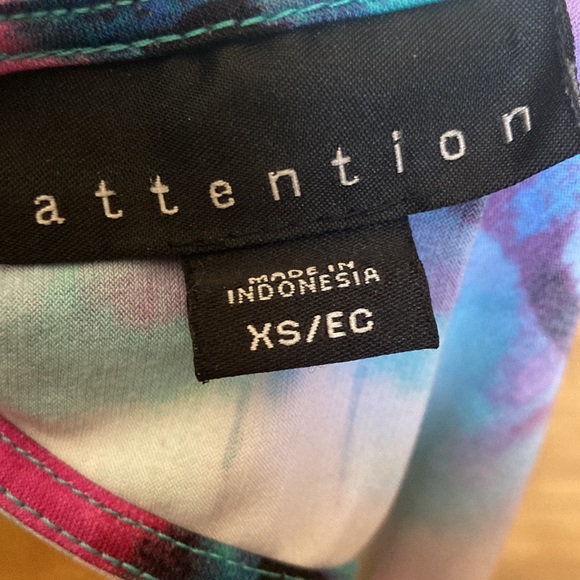 attention
MADE IN
INDONESIA
XS/EC